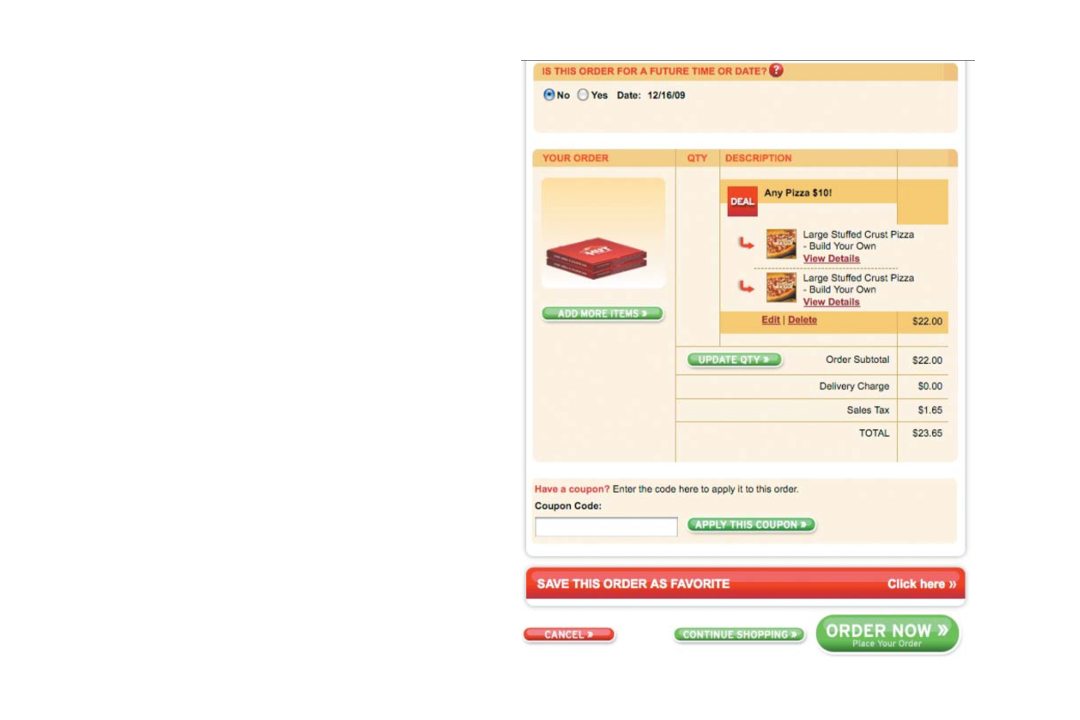 IS THIS ORDER FOR A FUTURE TIME OR DATE? ?
No Yes Date: 12/16/09
YOUR ORDER QTY DESCRIPTION
DEAL Any Pizza $10!
Large Stuffed Crust Pizza
- Build Your Own
View Details
Large Stuffed Crust Pizza
- Build Your Own
View Details
ADD MORE ITEMS »
Edit | Delete $22.00
UPDATE QTY » Order Subtotal $22.00
Delivery Charge $0.00
Sales Tax $1.65
TOTAL $23.65
Have a coupon? Enter the code here to apply it to this order.
Coupon Code:
APPLY THIS COUPON »
SAVE THIS ORDER AS FAVORITE Click here »
CANCEL » CONTINUE SHOPPING » ORDER NOW »
Place Your Order